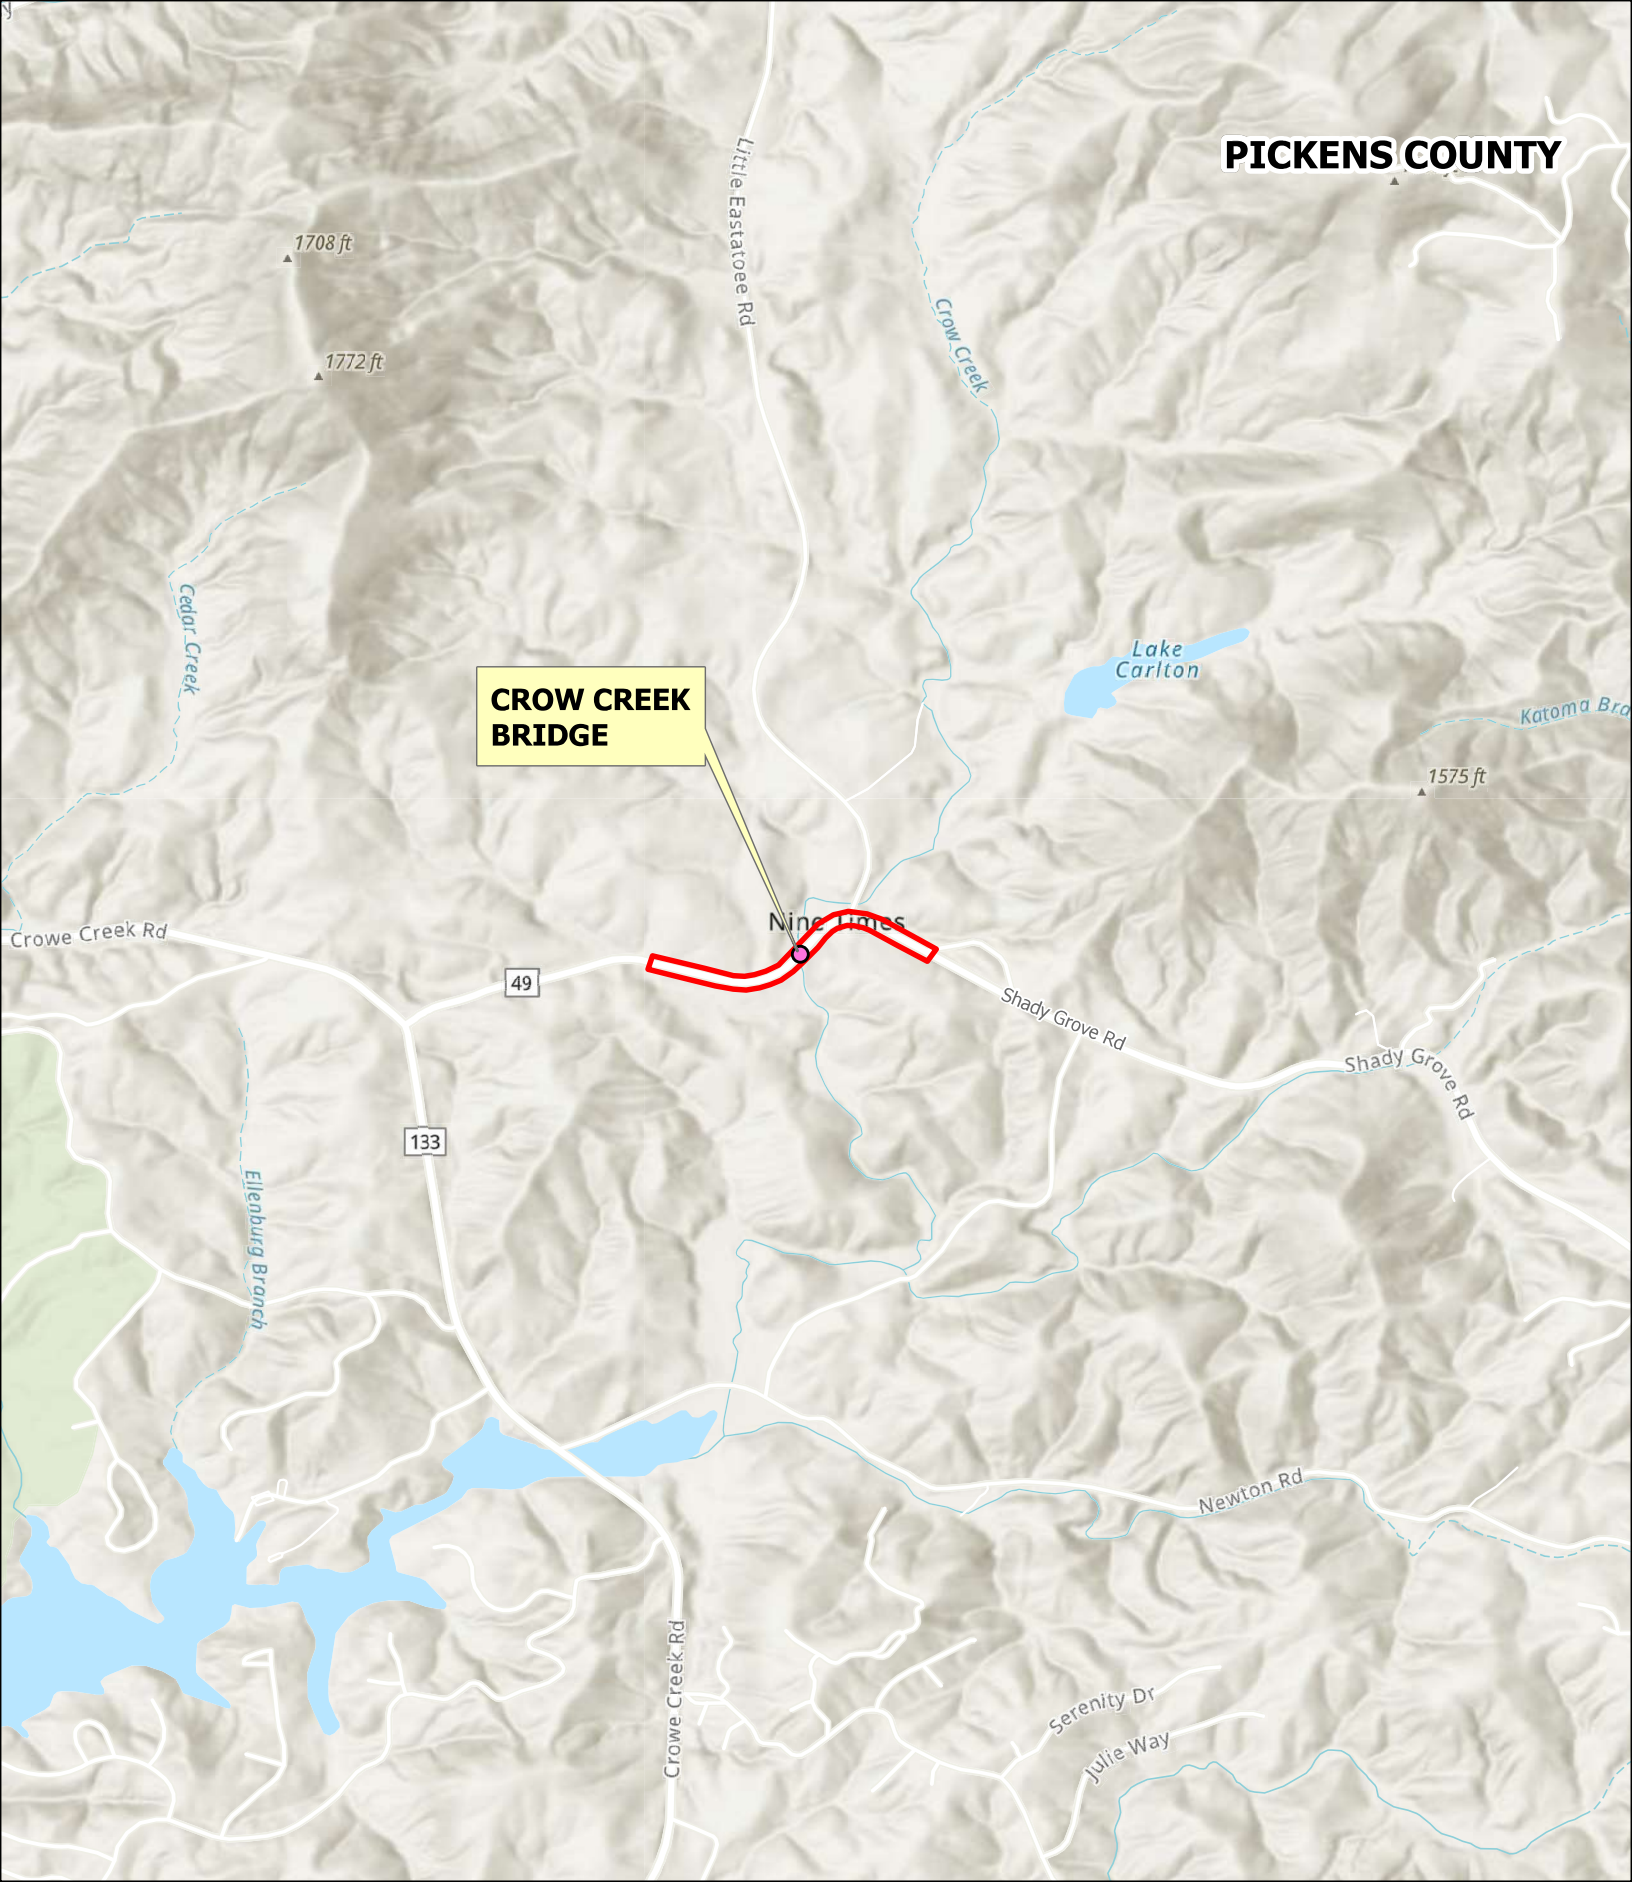 PICKENS COUNTY
Little Eastatoee Rd
1708 ft
Crow Creek
1772 ft
Cedar Creek
Lake
Carlton
CROW CREEK
BRIDGE
Katoma Bra
1575 ft
Nine Times
Crowe Creek Rd
49
Shady Grove Rd
Shady Grove Rd
133
Eilenburg Branch
Newton Rd
Crowe Creek Rd
Serenity Dr
Julie Way